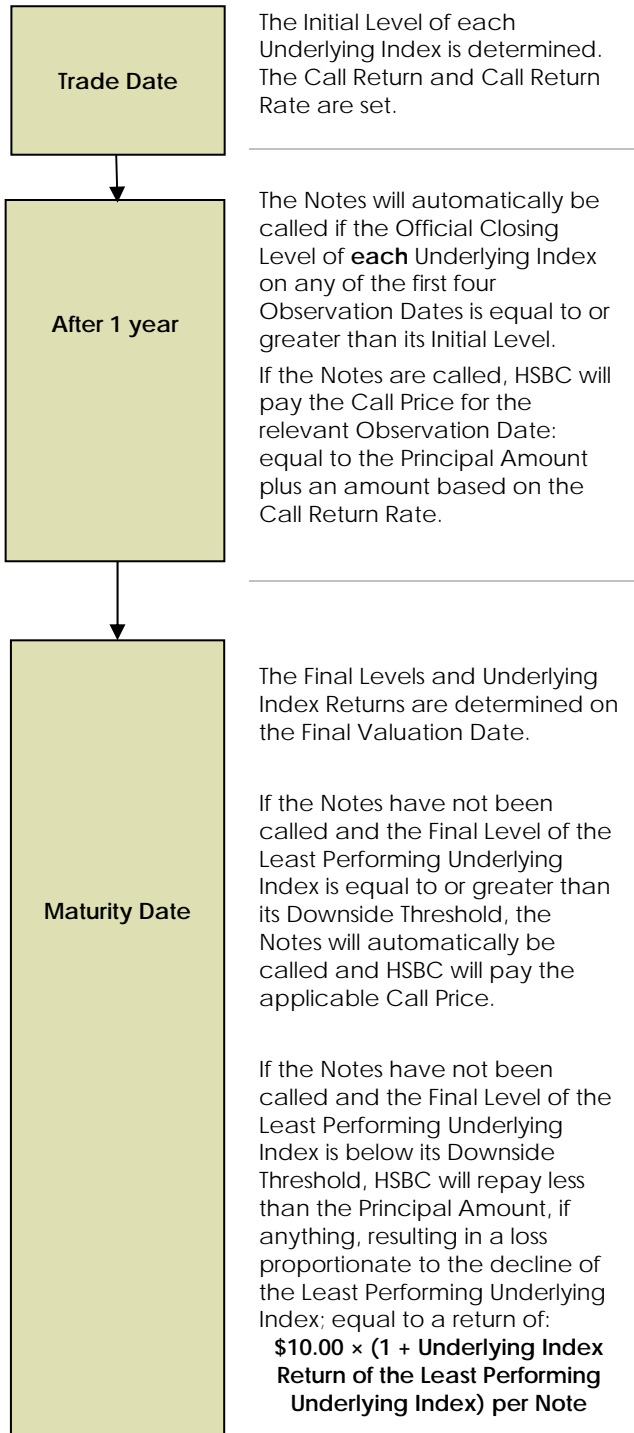 Trade Date
The Initial Level of each
Underlying Index is determined.
The Call Return and Call Return
Rate are set.
After 1 year
The Notes will automatically be
called if the Official Closing
Level of each Underlying Index
on any of the first four
Observation Dates is equal to or
greater than its Initial Level.
If the Notes are called, HSBC will
pay the Call Price for the
relevant Observation Date:
equal to the Principal Amount
plus an amount based on the
Call Return Rate.
Maturity Date
The Final Levels and Underlying
Index Returns are determined on
the Final Valuation Date.
If the Notes have not been
called and the Final Level of the
Least Performing Underlying
Index is equal to or greater than
its Downside Threshold, the
Notes will automatically be
called and HSBC will pay the
applicable Call Price.
If the Notes have not been
called and the Final Level of the
Least Performing Underlying
Index is below its Downside
Threshold, HSBC will repay less
than the Principal Amount, if
anything, resulting in a loss
proportionate to the decline of
the Least Performing Underlying
Index; equal to a return of:
$10.00 × (1 + Underlying Index
Return of the Least Performing
Underlying Index) per Note